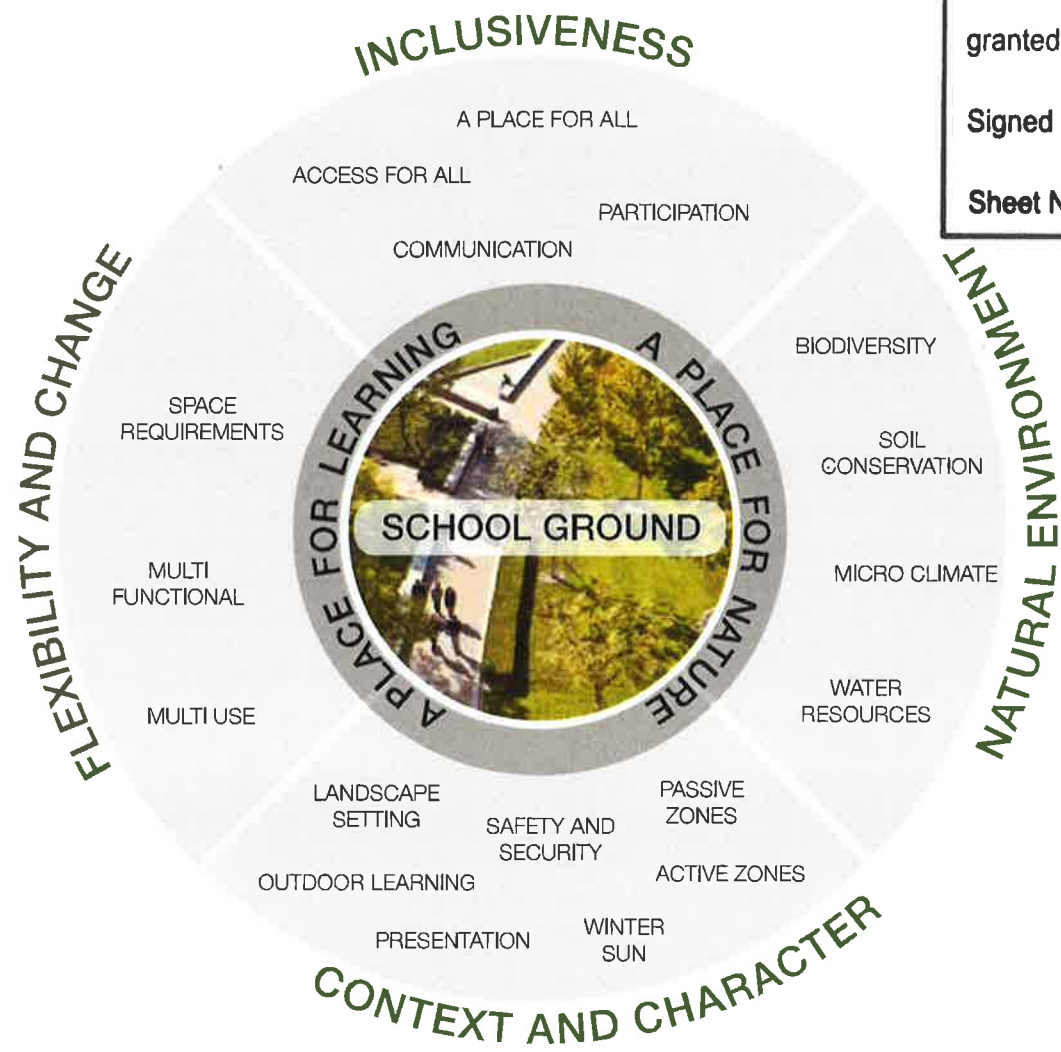 granted
Signed
Sheet N
INCLUSIVENESS
A PLACE FOR ALL
ACCESS FOR ALL
PARTICIPATION
COMMUNICATION
NATURAL ENVIRONMENT
BIODIVERSITY
SOIL
CONSERVATION
MICRO CLIMATE
WATER
RESOURCES
FLEXIBILITY AND CHANGE
SPACE
REQUIREMENTS
MULTI
FUNCTIONAL
MULTI USE
A PLACE FOR LEARNING
A PLACE FOR NATURE
SCHOOL GROUND
LANDSCAPE
SETTING
SAFETY AND
SECURITY
PASSIVE
ZONES
OUTDOOR LEARNING
ACTIVE ZONES
PRESENTATION
WINTER
SUN
CONTEXT AND CHARACTER